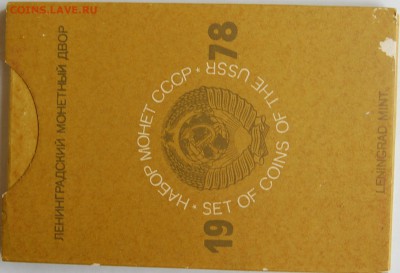 COINS.LAVE.RU
ЛЕНИНГРАДСКИЙ МОНЕТНЫЙ ДВОР
19 78
НАБОР МОНЕТ СССР • SET OF COINS OF THE USSR •
LENINGRAD MINT